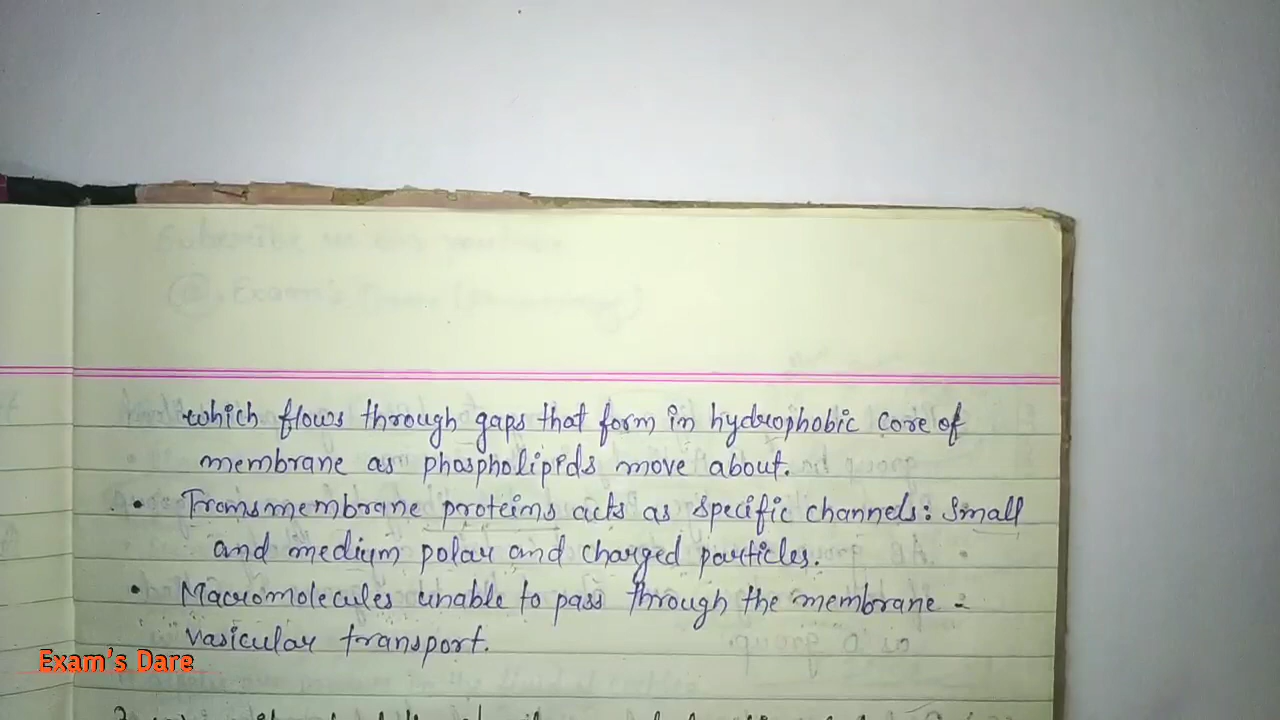 which flows through gaps that form in hydrophobic core of
membrane as phospholipids move about.
• Transmembrane proteins acts as specific channels: Small
and medium polar and charged particles.
• Macromolecules unable to pass through the membrane -
vasicular transport.
Exam's Dare